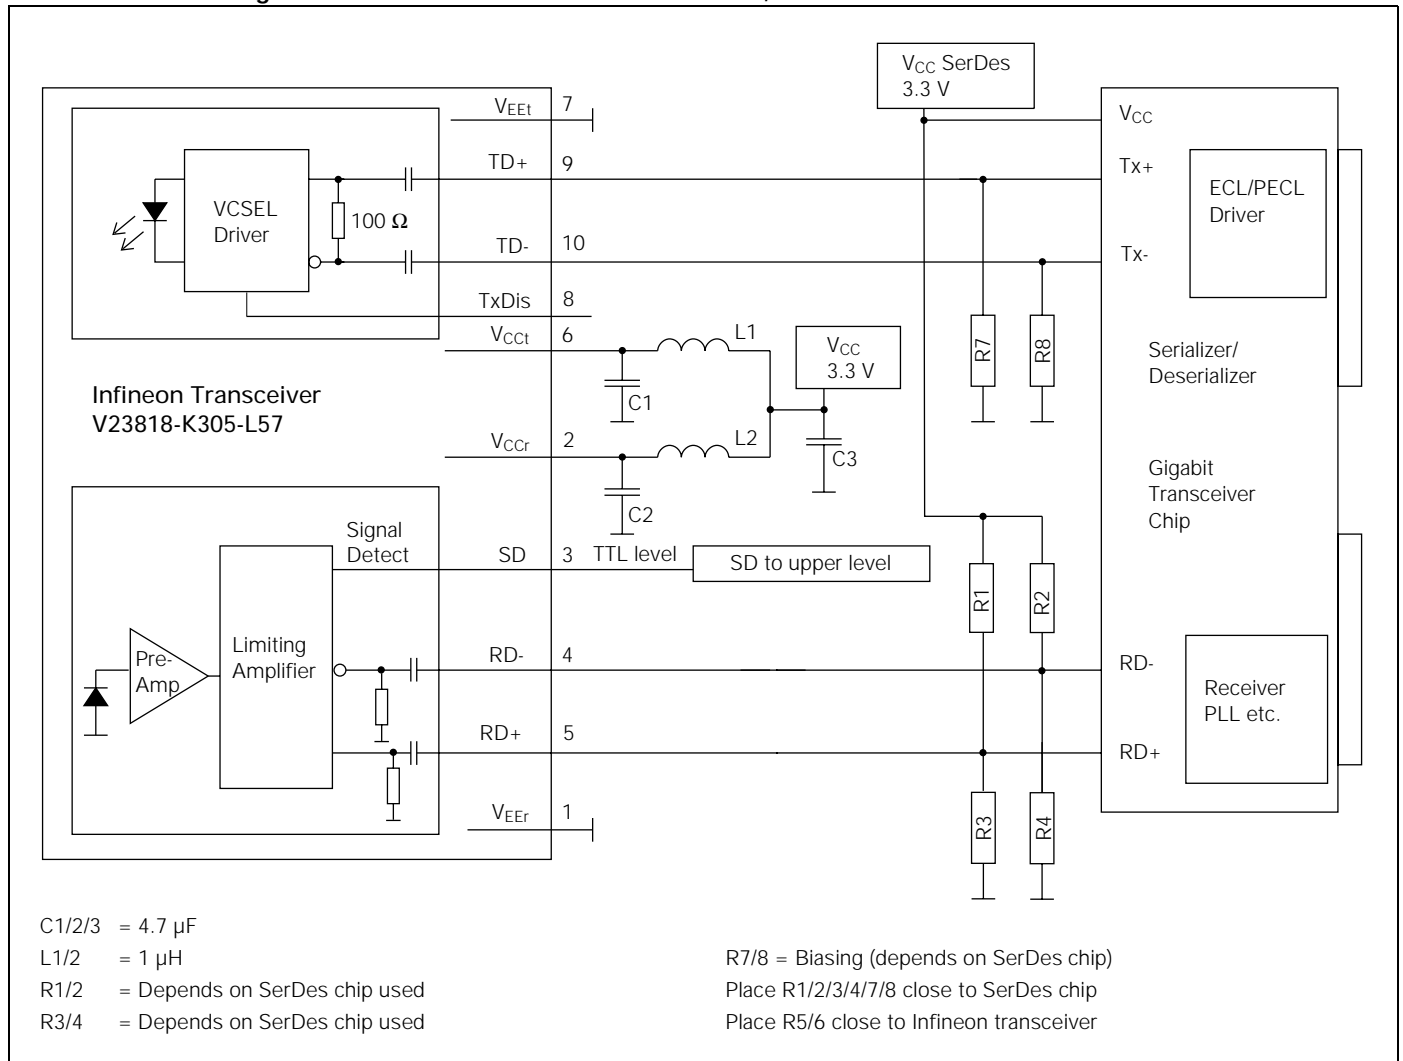 V_CC SerDes
3.3 V
V_EEt 7
V_CC
TD+ 9
Tx+
ECL/PECL
Driver
VCSEL
Driver
100 Ω
TD- 10
Tx-
TxDis 8
V_CCt 6
L1
V_CC
3.3 V
R7
R8
Serializer/
Deserializer
Infineon Transceiver
V23818-K305-L57
C1
V_CCr 2
L2
C3
Gigabit
Transceiver
Chip
C2
Signal
Detect
SD 3 TTL level
SD to upper level
R1
R2
Pre-
Amp
Limiting
Amplifier
RD- 4
RD-
Receiver
PLL etc.
RD+ 5
RD+
V_EEr 1
R3
R4
C1/2/3 = 4.7 µF
L1/2 = 1 µH
R1/2 = Depends on SerDes chip used
R3/4 = Depends on SerDes chip used
R7/8 = Biasing (depends on SerDes chip)
Place R1/2/3/4/7/8 close to SerDes chip
Place R5/6 close to Infineon transceiver